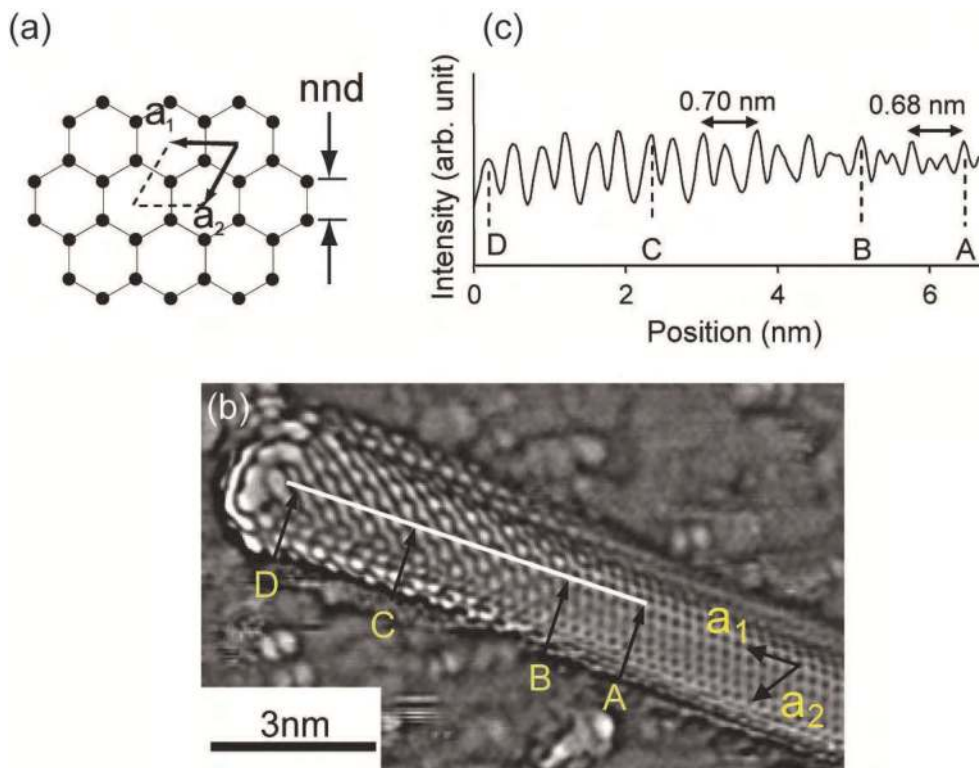 (a)
nnd
a1
a2
(c)
Intensity (arb. unit)
0.70 nm
0.68 nm
D
C
B
A
0
2
4
6
Position (nm)
(b)
D
C
B
A
a1
a2
3nm